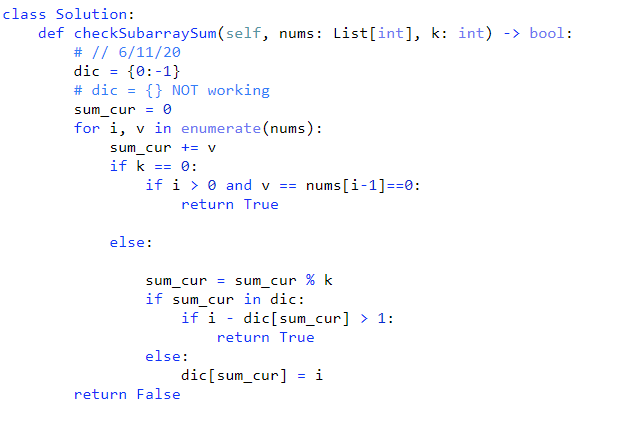 class Solution:
    def checkSubarraySum(self, nums: List[int], k: int) -> bool:
        # // 6/11/20
        dic = {0:-1}
        # dic = {} NOT working
        sum_cur = 0
        for i, v in enumerate(nums):
            sum_cur += v
            if k == 0:
                if i > 0 and v == nums[i-1]==0:
                    return True
            else:
                sum_cur = sum_cur % k
                if sum_cur in dic:
                    if i - dic[sum_cur] > 1:
                        return True
                else:
                    dic[sum_cur] = i
        return False